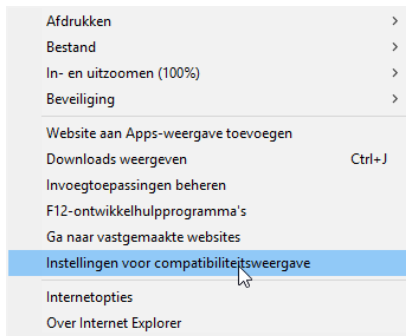 Afdrukken
Bestand
In- en uitzoomen (100%)
Beveiliging
Website aan Apps-weergave toevoegen
Downloads weergeven Ctrl+J
Invoegtoepassingen beheren
F12-ontwikkelhulpprogramma's
Ga naar vastgemaakte websites
Instellingen voor compatibiliteitsweergave
Internetopties
Over Internet Explorer